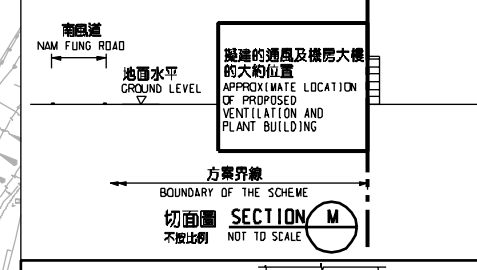 南風道
NAM FUNG ROAD
地面水平
GROUND LEVEL
擬建的通風及機房大樓
的大約位置
APPROXIMATE LOCATION
OF PROPOSED
VENTILATION AND
PLANT BUILDING
方案界線
BOUNDARY OF THE SCHEME
切面圖 SECTION M
不按比例 NOT TO SCALE